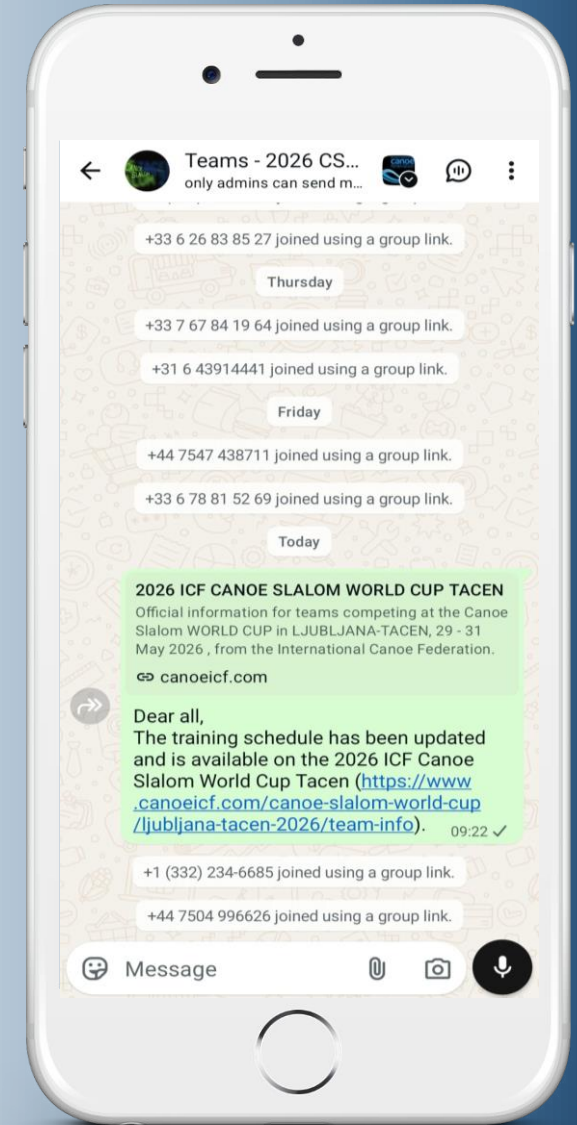 Teams - 2026 CS...
only admins can send m...
+33 6 26 83 85 27 joined using a group link.
Thursday
+33 7 67 84 19 64 joined using a group link.
+31 6 43914441 joined using a group link.
Friday
+44 7547 438711 joined using a group link.
+33 6 78 81 52 69 joined using a group link.
Today
2026 ICF CANOE SLALOM WORLD CUP TACEN
Official information for teams competing at the Canoe
Slalom WORLD CUP in LJUBLJANA-TACEN, 29 - 31
May 2026 , from the International Canoe Federation.
canoeicf.com
Dear all,
The training schedule has been updated
and is available on the 2026 ICF Canoe
Slalom World Cup Tacen (https://www
.canoeicf.com/canoe-slalom-world-cup
/ljubljana-tacen-2026/team-info).
09:22
+1 (332) 234-6685 joined using a group link.
+44 7504 996626 joined using a group link.
Message